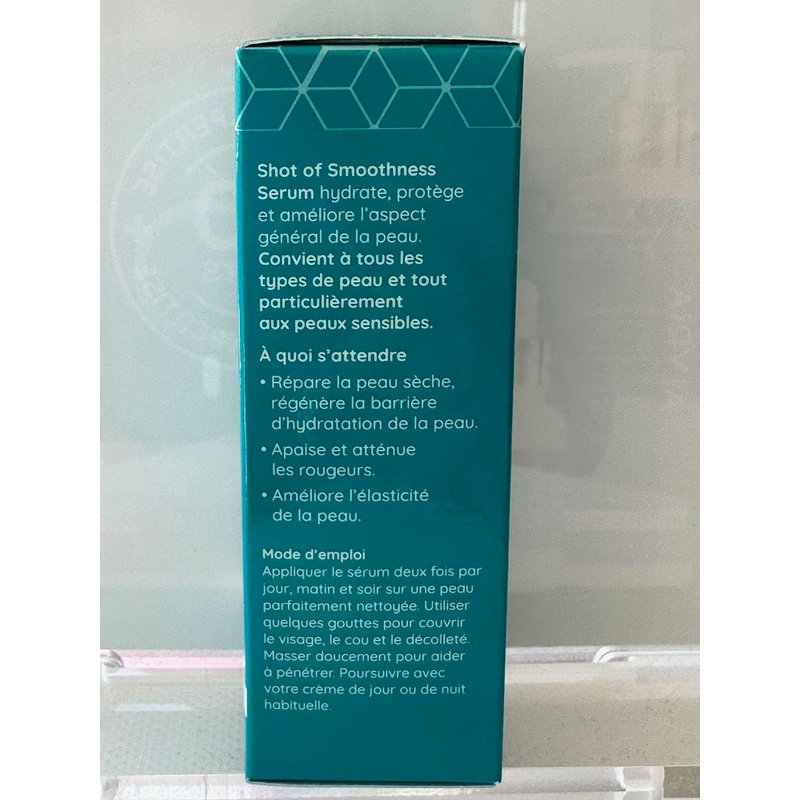 Shot of Smoothness
Serum hydrate, protège
et améliore l'aspect
général de la peau.
Convient à tous les
types de peau et tout
particulièrement
aux peaux sensibles.
À quoi s'attendre
• Répare la peau sèche,
régénère la barrière
d'hydratation de la peau.
• Apaise et atténue
les rougeurs.
• Améliore l'élasticité
de la peau.
Mode d'emploi
Appliquer le sérum deux fois par
jour, matin et soir sur une peau
parfaitement nettoyée. Utiliser
quelques gouttes pour couvrir
le visage, le cou et le décolleté.
Masser doucement pour aider
à pénétrer. Poursuivre avec
votre crème de jour ou de nuit
habituelle.